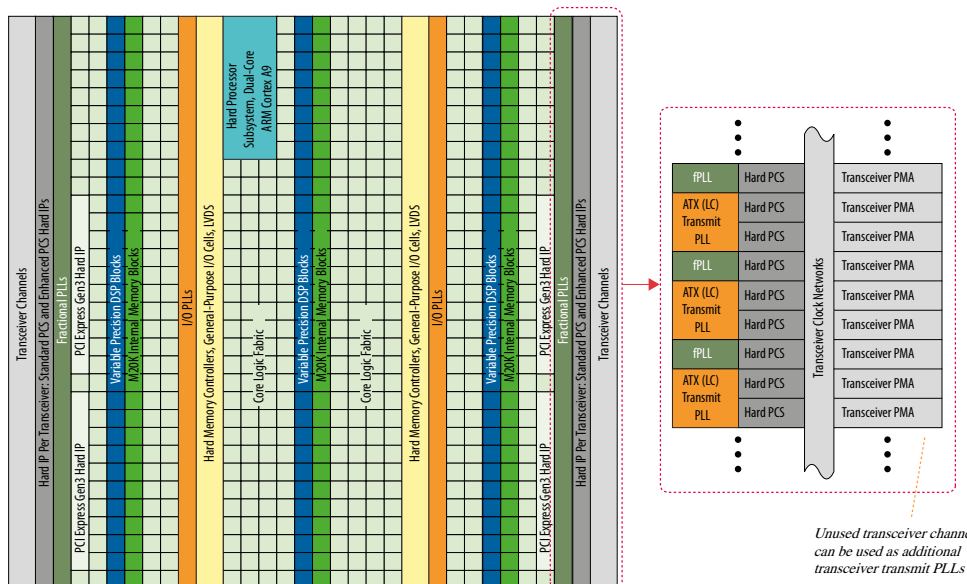 Transceiver Channels
Hard IP Per Transceiver: Standard PCS and Enhanced PCS Hard IPs
Fractional PLLs
PCI Express Gen3 Hard IP
PCI Express Gen3 Hard IP
Variable Precision DSP Blocks
M20K Internal Memory Blocks
I/O PLLs
Hard Memory Controllers, General-Purpose I/O Cells, LVDS
Hard Processor
Subsystem, Dual-Core
ARM Cortex A9
Core Logic Fabric
Variable Precision DSP Blocks
M20K Internal Memory Blocks
Core Logic Fabric
Hard Memory Controllers, General-Purpose I/O Cells, LVDS
I/O PLLs
Variable Precision DSP Blocks
M20K Internal Memory Blocks
PCI Express Gen3 Hard IP
PCI Express Gen3 Hard IP
Fractional PLLs
Hard IP Per Transceiver: Standard PCS and Enhanced PCS Hard IPs
Transceiver Channels
fPLL
ATX (LC)
Transmit
PLL
fPLL
ATX (LC)
Transmit
PLL
fPLL
ATX (LC)
Transmit
PLL
Hard PCS
Hard PCS
Hard PCS
Hard PCS
Hard PCS
Hard PCS
Hard PCS
Hard PCS
Hard PCS
Transceiver Clock Networks
Transceiver PMA
Transceiver PMA
Transceiver PMA
Transceiver PMA
Transceiver PMA
Transceiver PMA
Transceiver PMA
Transceiver PMA
Transceiver PMA
Unused transceiver
can be used as additional
transceiver transmit PLLs